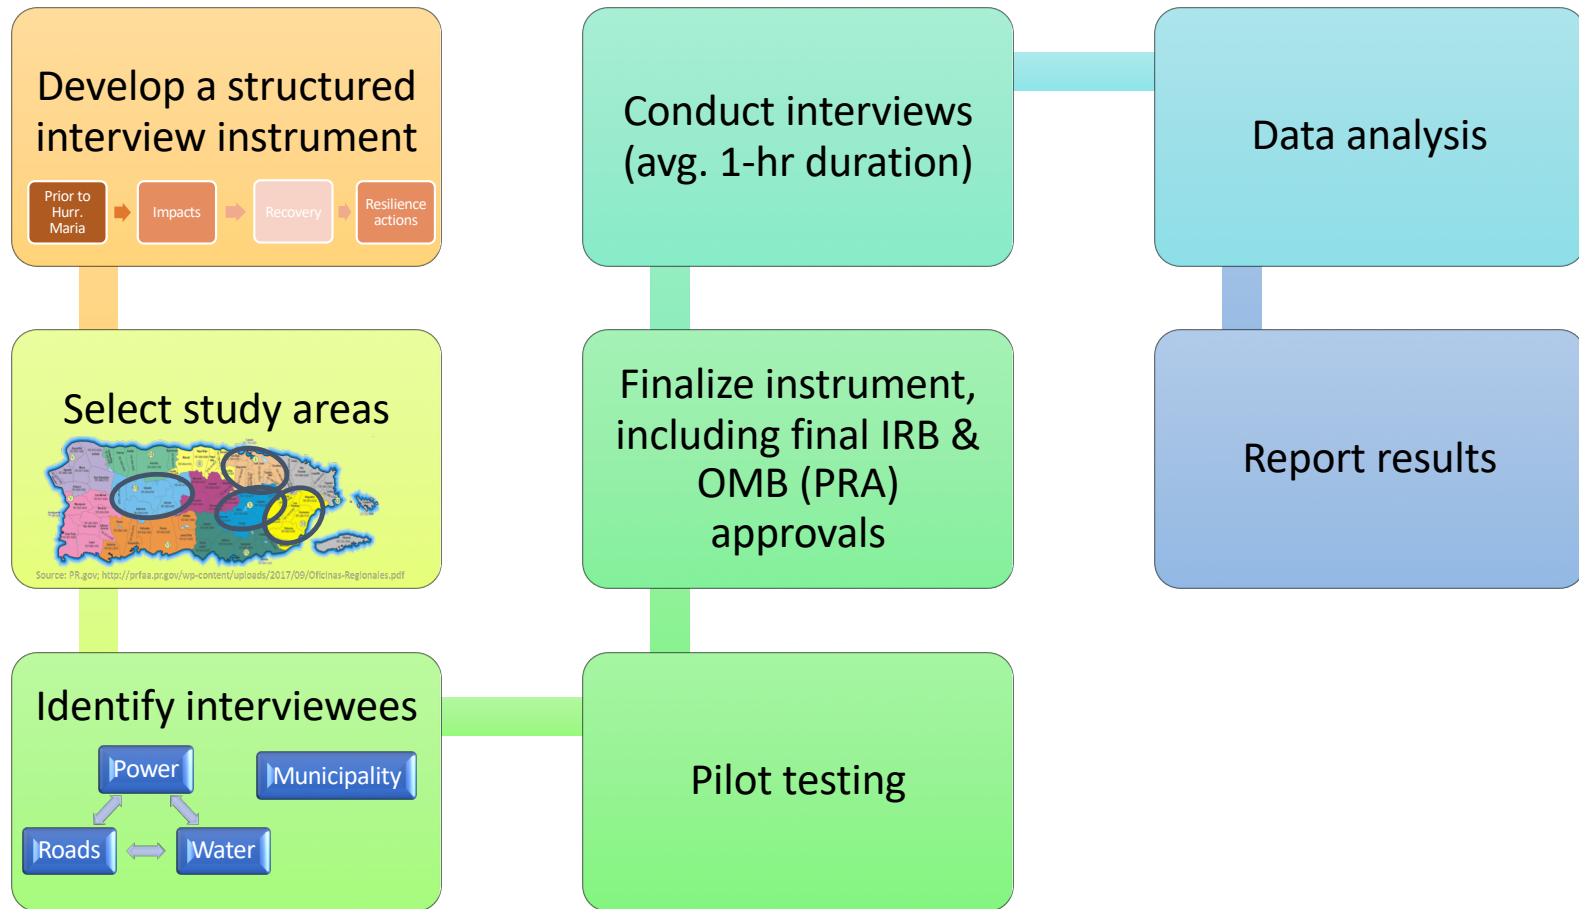 Develop a structured
interview instrument
Prior to
Hurr.
Maria
Impacts
Recovery
Resilience
actions
Select study areas
Source: PR.gov; http://prfaa.pr.gov/wp-content/uploads/2017/09/Oficinas-Regionales.pdf
Identify interviewees
Power
Municipality
Roads
Water
Pilot testing
Finalize instrument,
including final IRB &
OMB (PRA)
approvals
Conduct interviews
(avg. 1-hr duration)
Data analysis
Report results